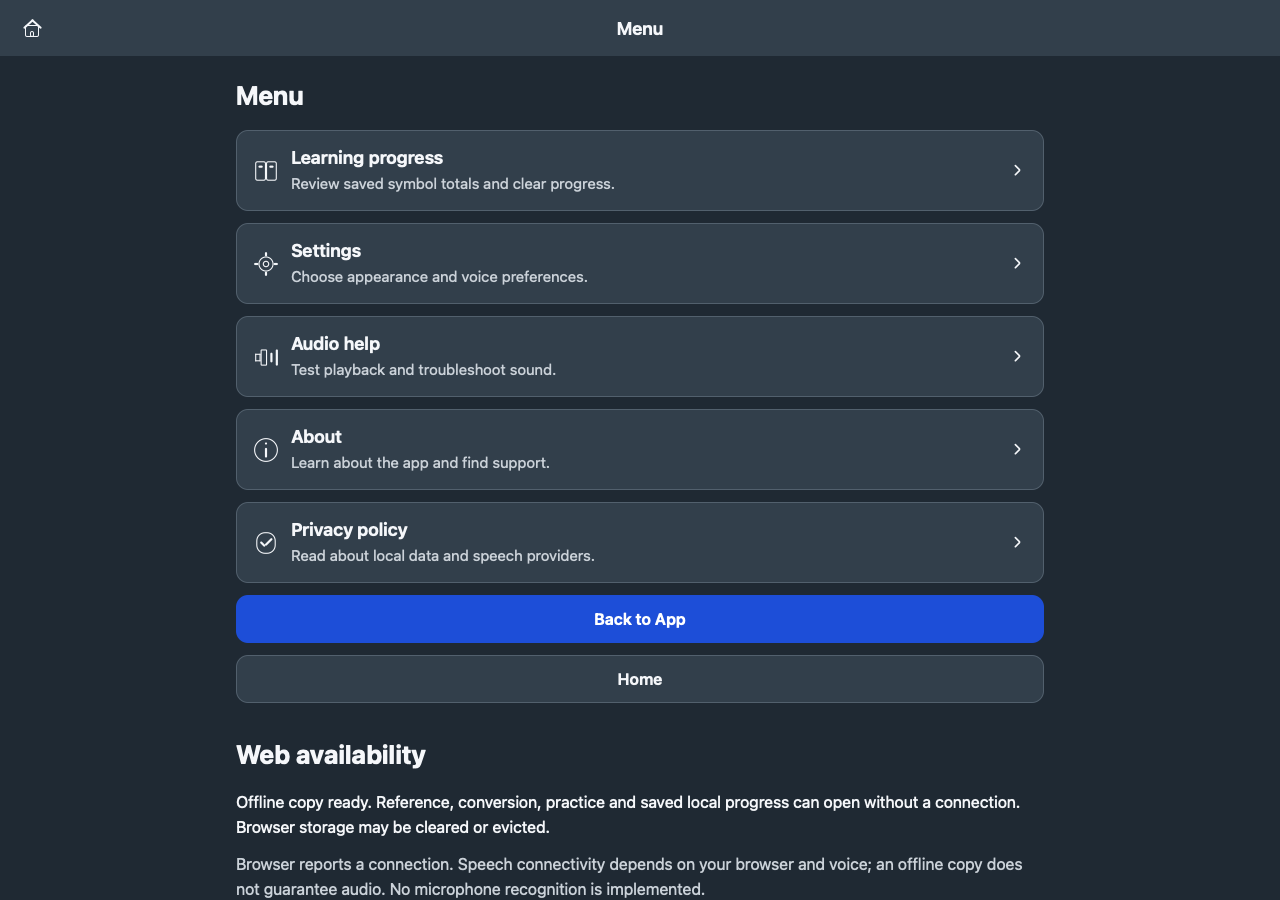 Menu
Menu
Learning progress
Review saved symbol totals and clear progress.
Settings
Choose appearance and voice preferences.
Audio help
Test playback and troubleshoot sound.
About
Learn about the app and find support.
Privacy policy
Read about local data and speech providers.
Back to App
Home
Web availability
Offline copy ready. Reference, conversion, practice and saved local progress can open without a connection.
Browser storage may be cleared or evicted.
Browser reports a connection. Speech connectivity depends on your browser and voice; an offline copy does
not guarantee audio. No microphone recognition is implemented.